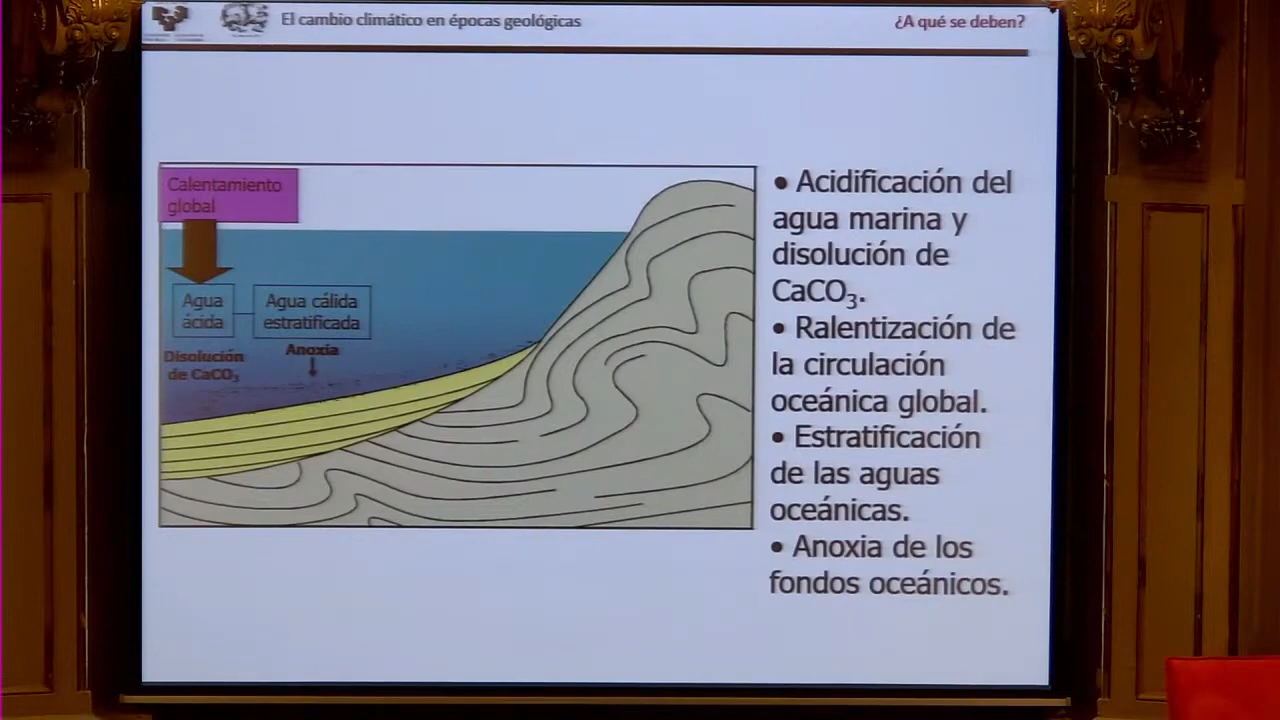 El cambio climático en épocas geológicas
¿A qué se deben?
Calentamiento
global
Agua
ácida
Agua cálida
estratificada
Disolución
de CaCO₃
Anoxia
• Acidificación del
agua marina y
disolución de
CaCO₃.
• Ralentización de
la circulación
oceánica global.
• Estratificación
de las aguas
oceánicas.
• Anoxia de los
fondos oceánicos.